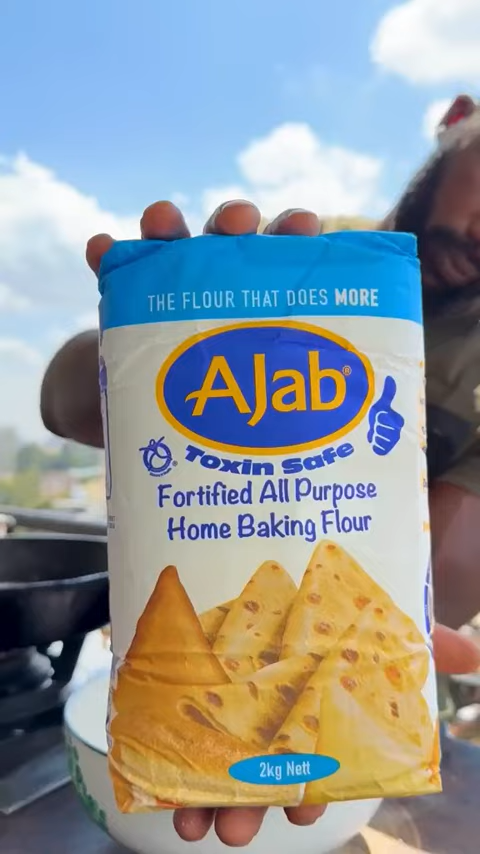 THE FLOUR THAT DOES MORE
AJab®
Toxin Safe
Fortified All Purpose
Home Baking Flour
2kg Nett